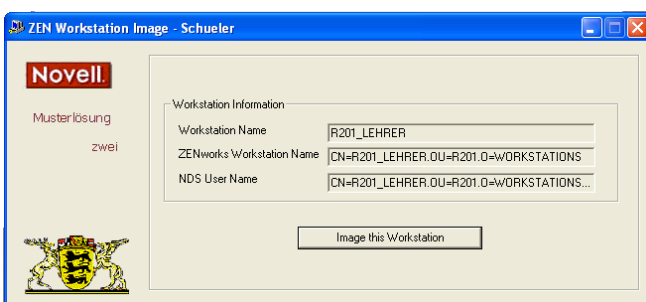 ZEN Workstation Image - Schueler
Novell.
Musterlösung
zwei
Workstation Information
Workstation Name R201_LEHRER
ZENworks Workstation Name CN=R201_LEHRER.OU=R201.O=WORKSTATIONS
NDS User Name CN=R201_LEHRER.OU=R201.O=WORKSTATIONS...
Image this Workstation